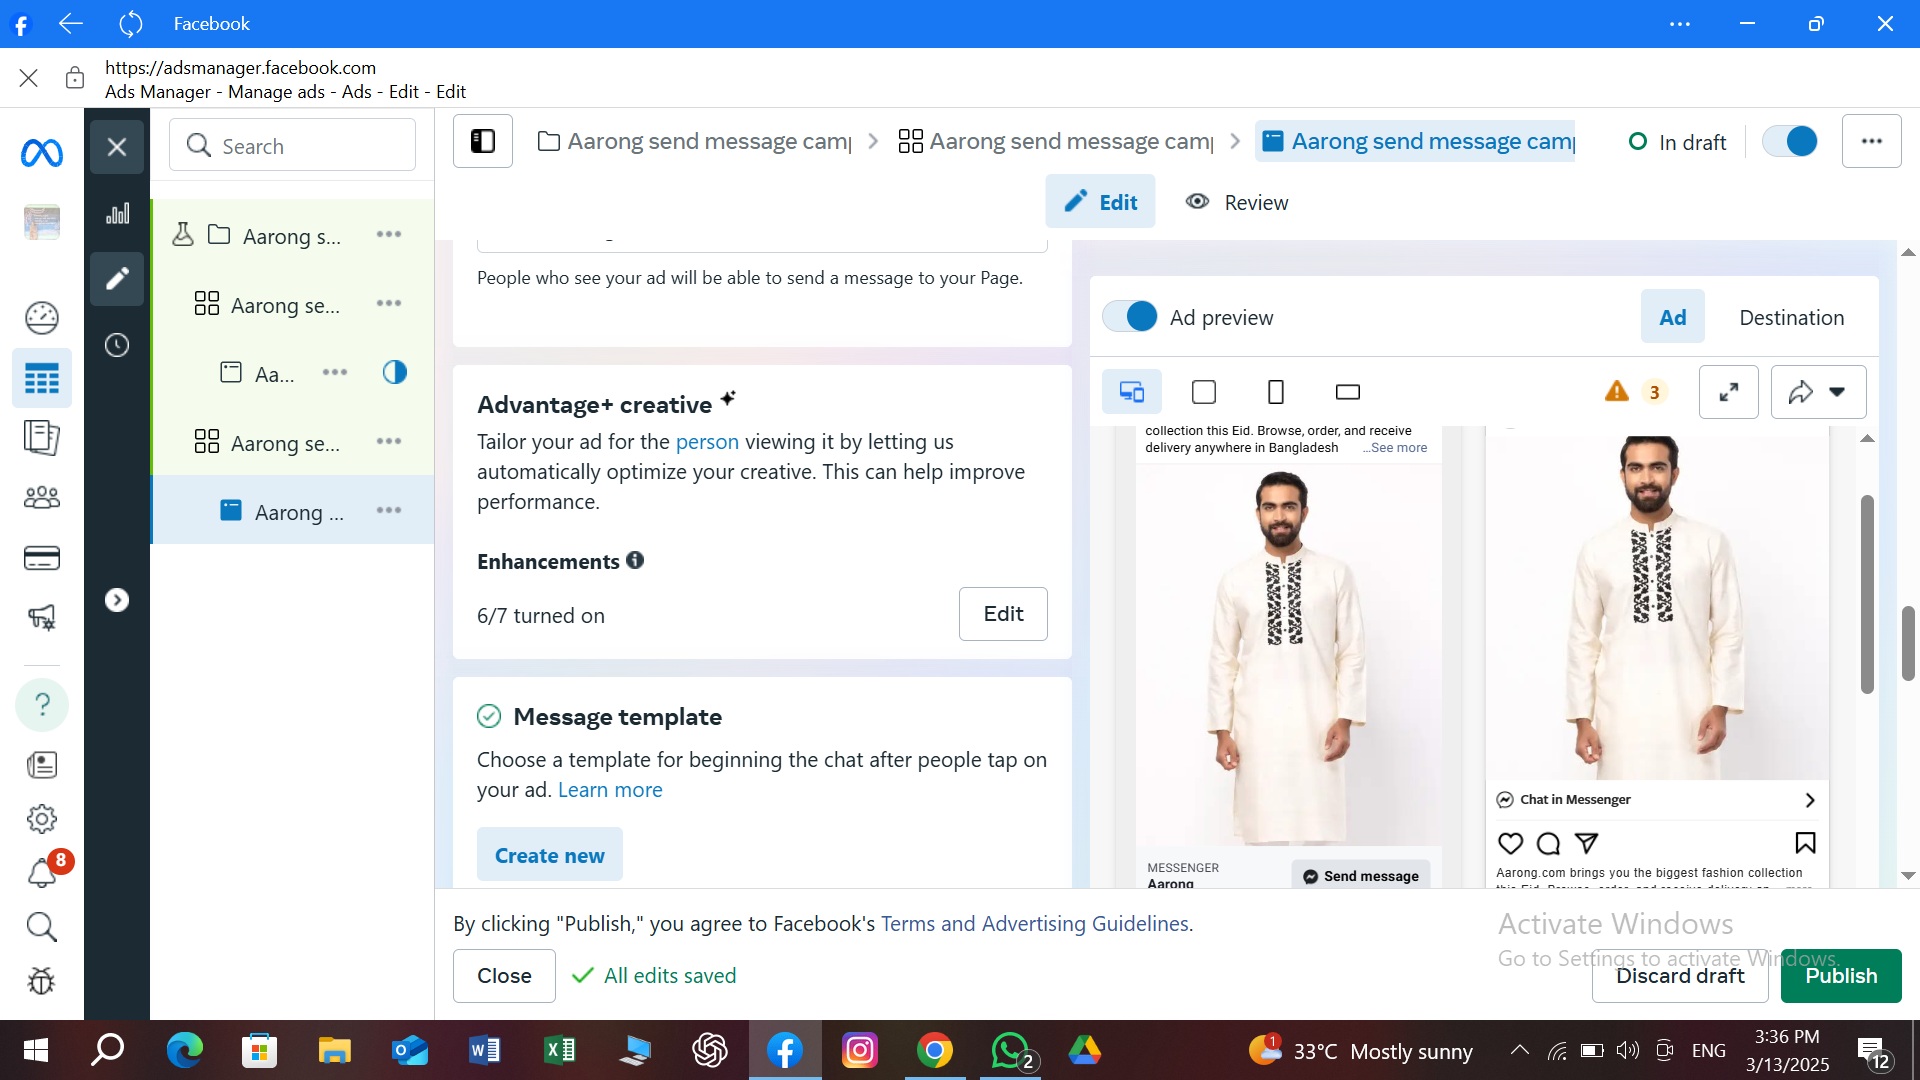 Facebook
https://adsmanager.facebook.com
Ads Manager - Manage ads - Ads - Edit - Edit
Search
Aarong send message cam
Aarong send message cam
Aarong send message cam
In draft
Edit
Review
Aarong s...
Aarong se...
Aa...
Aarong se...
Aarong ...
People who see your ad will be able to send a message to your Page.
Advantage+ creative
Tailor your ad for the person viewing it by letting us
automatically optimize your creative. This can help improve
performance.
Enhancements
6/7 turned on
Edit
Message template
Choose a template for beginning the chat after people tap on
your ad. Learn more
Create new
Ad preview
Ad
Destination
3
collection this Eid. Browse, order, and receive
delivery anywhere in Bangladesh ...See more
MESSENGER
Aarong
Send message
Chat in Messenger
Aarong.com brings you the biggest fashion collection
By clicking "Publish," you agree to Facebook's Terms and Advertising Guidelines.
Close
All edits saved
Activate Windows
Go to Settings to activate Windows.
Discard draft
Publish
8
2
1
33°C Mostly sunny
ENG
3:36 PM
3/13/2025
12